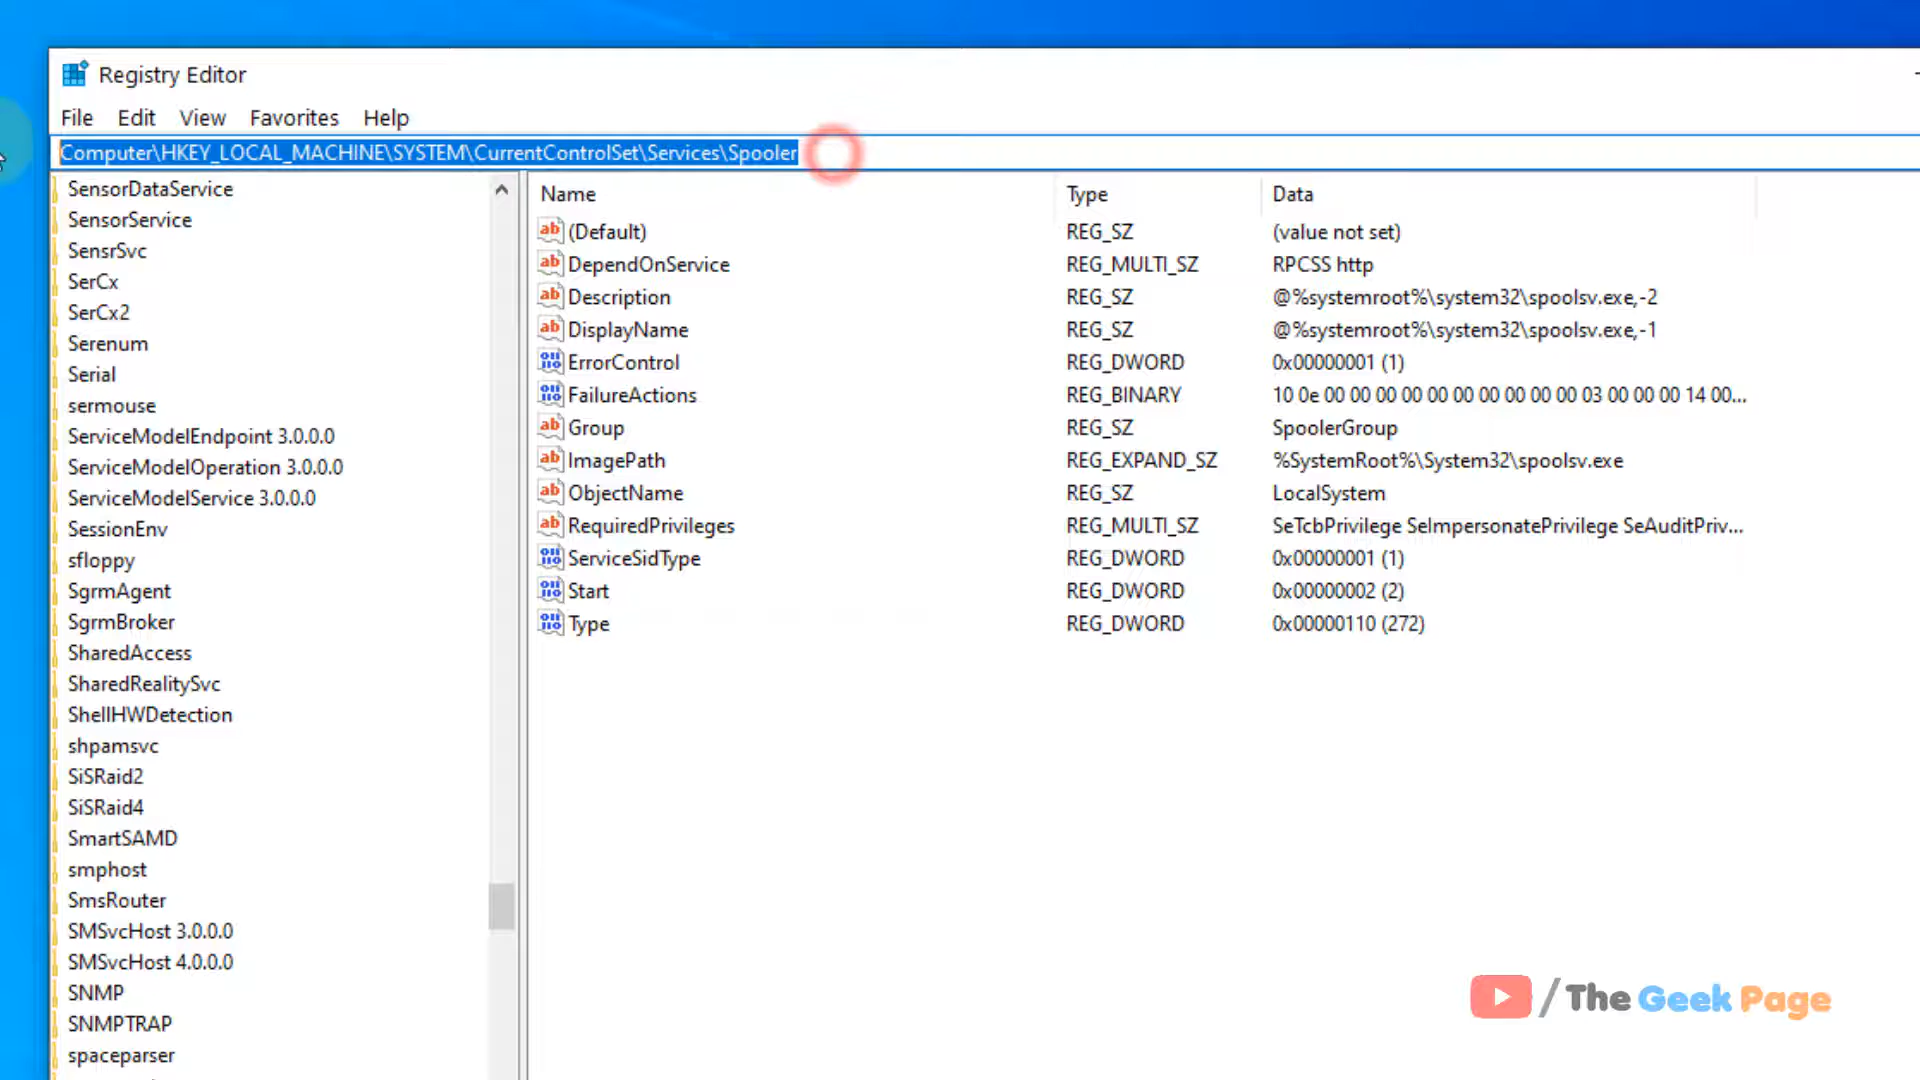 Registry Editor
File Edit View Favorites Help
Computer\HKEY_LOCAL_MACHINE\SYSTEM\CurrentControlSet\Services\Spooler
SensorDataService
SensorService
SensrSvc
SerCx
SerCx2
Serenum
Serial
sermouse
ServiceModelEndpoint 3.0.0.0
ServiceModelOperation 3.0.0.0
ServiceModelService 3.0.0.0
SessionEnv
sfloppy
SgrmAgent
SgrmBroker
SharedAccess
SharedRealitySvc
ShellHWDetection
shpamsvc
SiSRaid2
SiSRaid4
SmartSAMD
smphost
SmsRouter
SMSvcHost 3.0.0.0
SMSvcHost 4.0.0.0
SNMP
SNMPTRAP
spaceparser
Name Type Data
(Default) REG_SZ (value not set)
DependOnService REG_MULTI_SZ RPCSS http
Description REG_SZ @%systemroot%\system32\spoolsv.exe,-2
DisplayName REG_SZ @%systemroot%\system32\spoolsv.exe,-1
ErrorControl REG_DWORD 0x00000001 (1)
FailureActions REG_BINARY 10 0e 00 00 00 00 00 00 00 00 00 00 03 00 00 00 14 00...
Group REG_SZ SpoolerGroup
ImagePath REG_EXPAND_SZ %SystemRoot%\System32\spoolsv.exe
ObjectName REG_SZ LocalSystem
RequiredPrivileges REG_MULTI_SZ SeTcbPrivilege SeImpersonatePrivilege SeAuditPriv...
ServiceSidType REG_DWORD 0x00000001 (1)
Start REG_DWORD 0x00000002 (2)
Type REG_DWORD 0x00000110 (272)
/The Geek Page